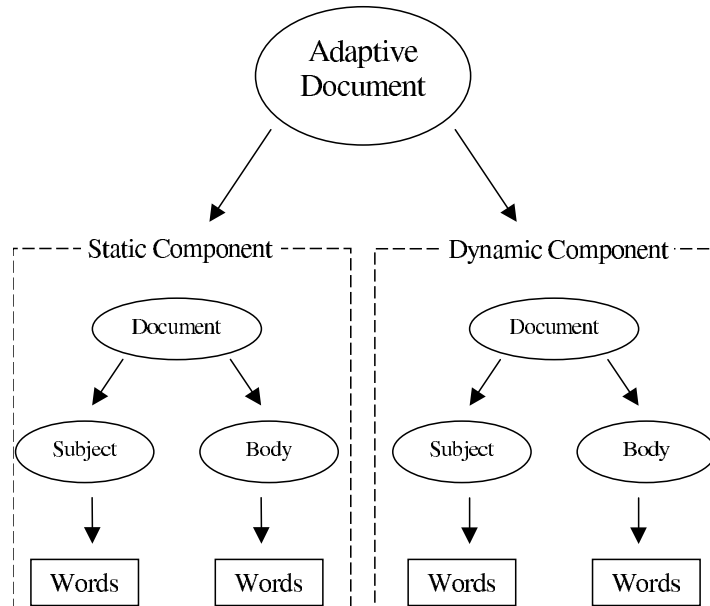 Adaptive
Document
Static Component
Dynamic Component
Document
Document
Subject
Body
Subject
Body
Words
Words
Words
Words